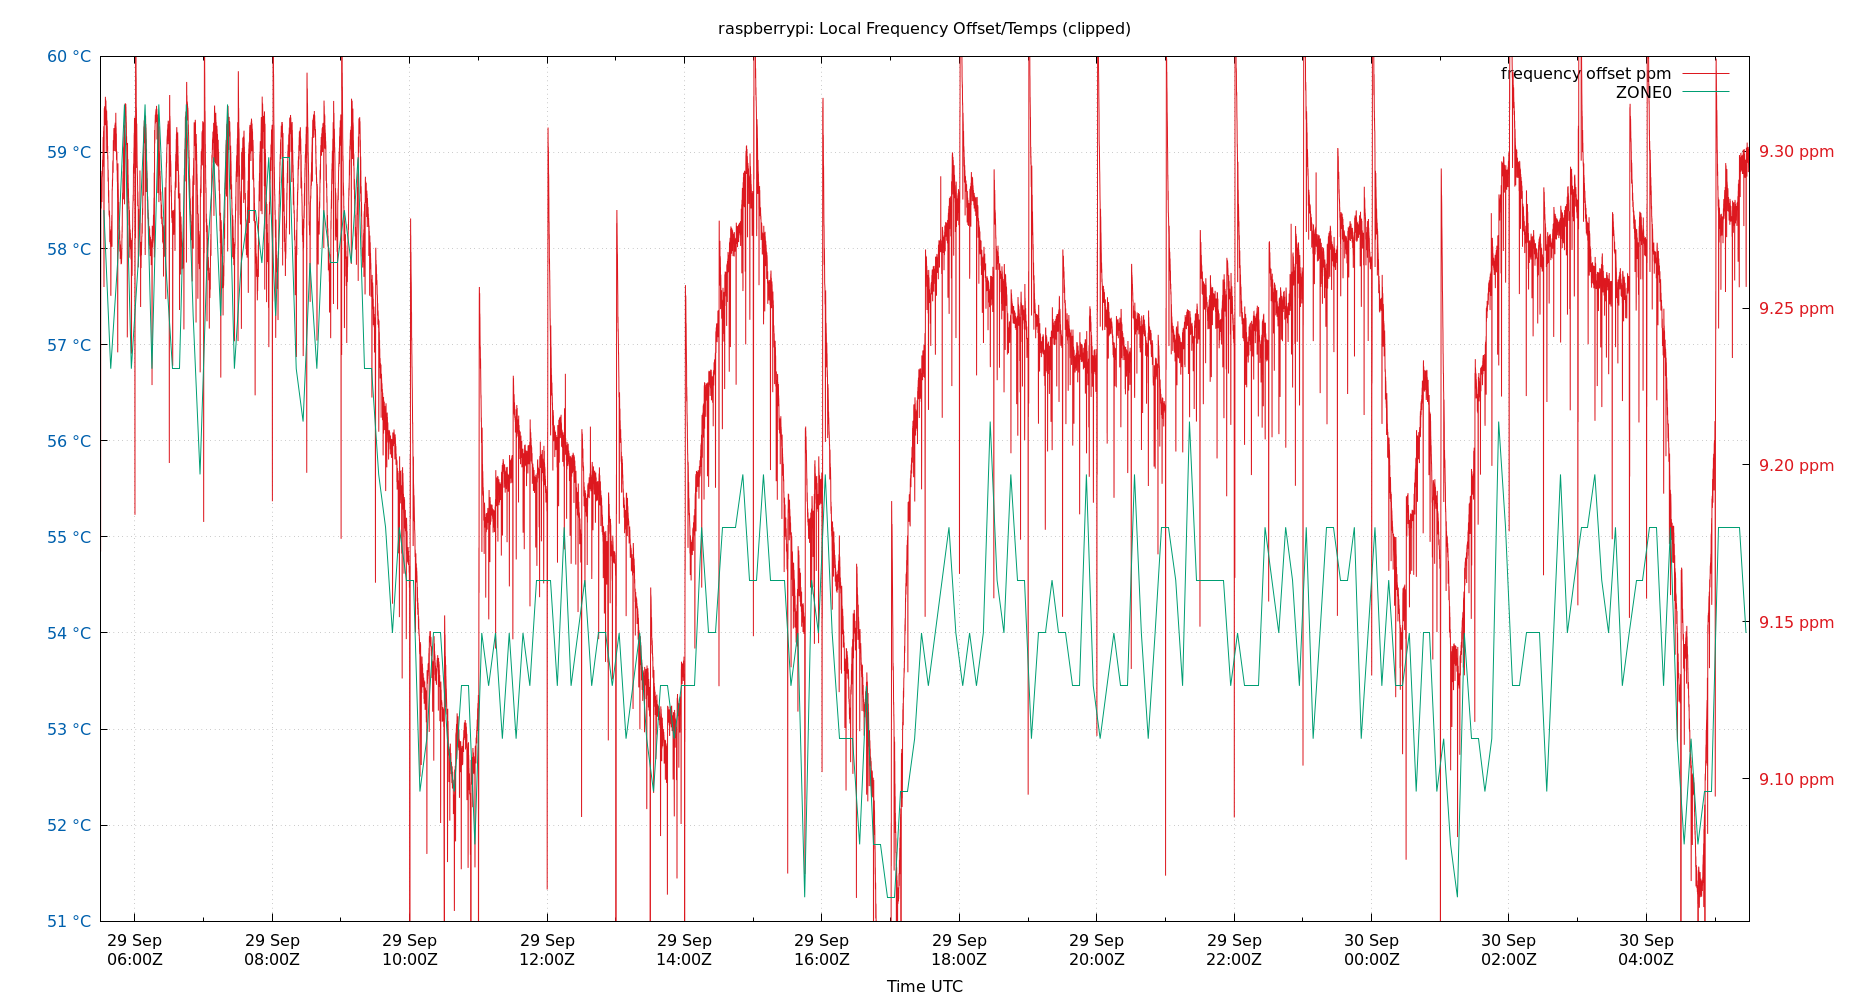 raspberrypi: Local Frequency Offset/Temps (clipped)
60 °C
59 °C
58 °C
57 °C
56 °C
55 °C
54 °C
53 °C
52 °C
51 °C
frequency offset ppm
ZONE0
9.30 ppm
9.25 ppm
9.20 ppm
9.15 ppm
9.10 ppm
29 Sep 29 Sep 29 Sep 29 Sep 29 Sep 29 Sep 29 Sep 29 Sep 29 Sep 30 Sep 30 Sep 30 Sep
06:00Z 08:00Z 10:00Z 12:00Z 14:00Z 16:00Z 18:00Z 20:00Z 22:00Z 00:00Z 02:00Z 04:00Z
Time UTC